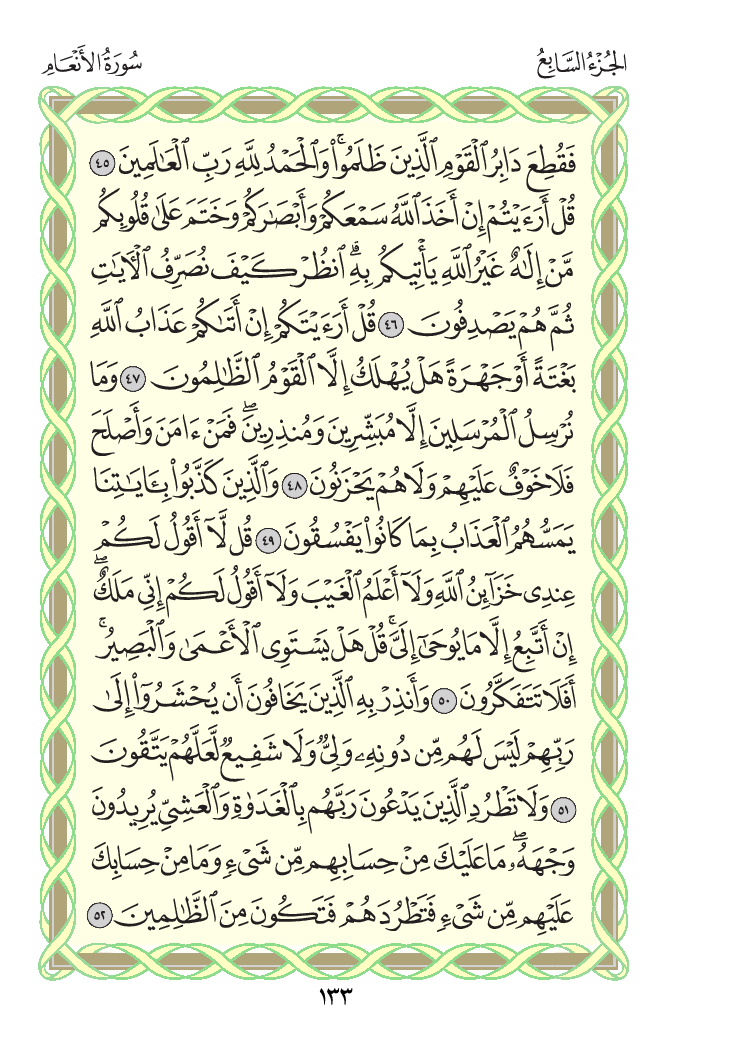 الجُزْءُ السَّابِعُ
سُورَةُ الأَنْعَامِ
فَقُطِعَ دَابِرُ ٱلْقَوْمِ ٱلَّذِينَ ظَلَمُوا۟ۚ وَٱلْحَمْدُ لِلَّهِ رَبِّ ٱلْعَٰلَمِينَ ٤٥
قُلْ أَرَءَيْتُمْ إِنْ أَخَذَ ٱللَّهُ سَمْعَكُمْ وَأَبْصَٰرَكُمْ وَخَتَمَ عَلَىٰ قُلُوبِكُم
مَّنْ إِلَٰهٌ غَيْرُ ٱللَّهِ يَأْتِيكُم بِهِۗ ٱنظُرْ كَيْفَ نُصَرِّفُ ٱلْءَايَٰتِ
ثُمَّ هُمْ يَصْدِفُونَ ٤٦ قُلْ أَرَءَيْتَكُمْ إِنْ أَتَىٰكُمْ عَذَابُ ٱللَّهِ
بَغْتَةً أَوْ جَهْرَةً هَلْ يُهْلَكُ إِلَّا ٱلْقَوْمُ ٱلظَّٰلِمُونَ ٤٧ وَمَا
نُرْسِلُ ٱلْمُرْسَلِينَ إِلَّا مُبَشِّرِينَ وَمُنذِرِينَۖ فَمَنْ ءَامَنَ وَأَصْلَحَ
فَلَا خَوْفٌ عَلَيْهِمْ وَلَا هُمْ يَحْزَنُونَ ٤٨ وَٱلَّذِينَ كَذَّبُوا۟ بِـَٔايَٰتِنَا
يَمَسُّهُمُ ٱلْعَذَابُ بِمَا كَانُوا۟ يَفْسُقُونَ ٤٩ قُل لَّآ أَقُولُ لَكُمْ
عِندِى خَزَآئِنُ ٱللَّهِ وَلَآ أَعْلَمُ ٱلْغَيْبَ وَلَآ أَقُولُ لَكُمْ إِنِّى مَلَكٌۖ
إِنْ أَتَّبِعُ إِلَّا مَا يُوحَىٰٓ إِلَىَّۚ قُلْ هَلْ يَسْتَوِى ٱلْأَعْمَىٰ وَٱلْبَصِيرُۚ
أَفَلَا تَتَفَكَّرُونَ ٥٠ وَأَنذِرْ بِهِ ٱلَّذِينَ يَخَافُونَ أَن يُحْشَرُوٓا۟ إِلَىٰ
رَبِّهِمْ لَيْسَ لَهُم مِّن دُونِهِۦ وَلِىٌّ وَلَا شَفِيعٌ لَّعَلَّهُمْ يَتَّقُونَ
٥١ وَلَا تَطْرُدِ ٱلَّذِينَ يَدْعُونَ رَبَّهُم بِٱلْغَدَوٰةِ وَٱلْعَشِىِّ يُرِيدُونَ
وَجْهَهُۥۖ مَا عَلَيْكَ مِنْ حِسَابِهِم مِّن شَىْءٍ وَمَا مِنْ حِسَابِكَ
عَلَيْهِم مِّن شَىْءٍ فَتَطْرُدَهُمْ فَتَكُونَ مِنَ ٱلظَّٰلِمِينَ ٥٢
١٣٣